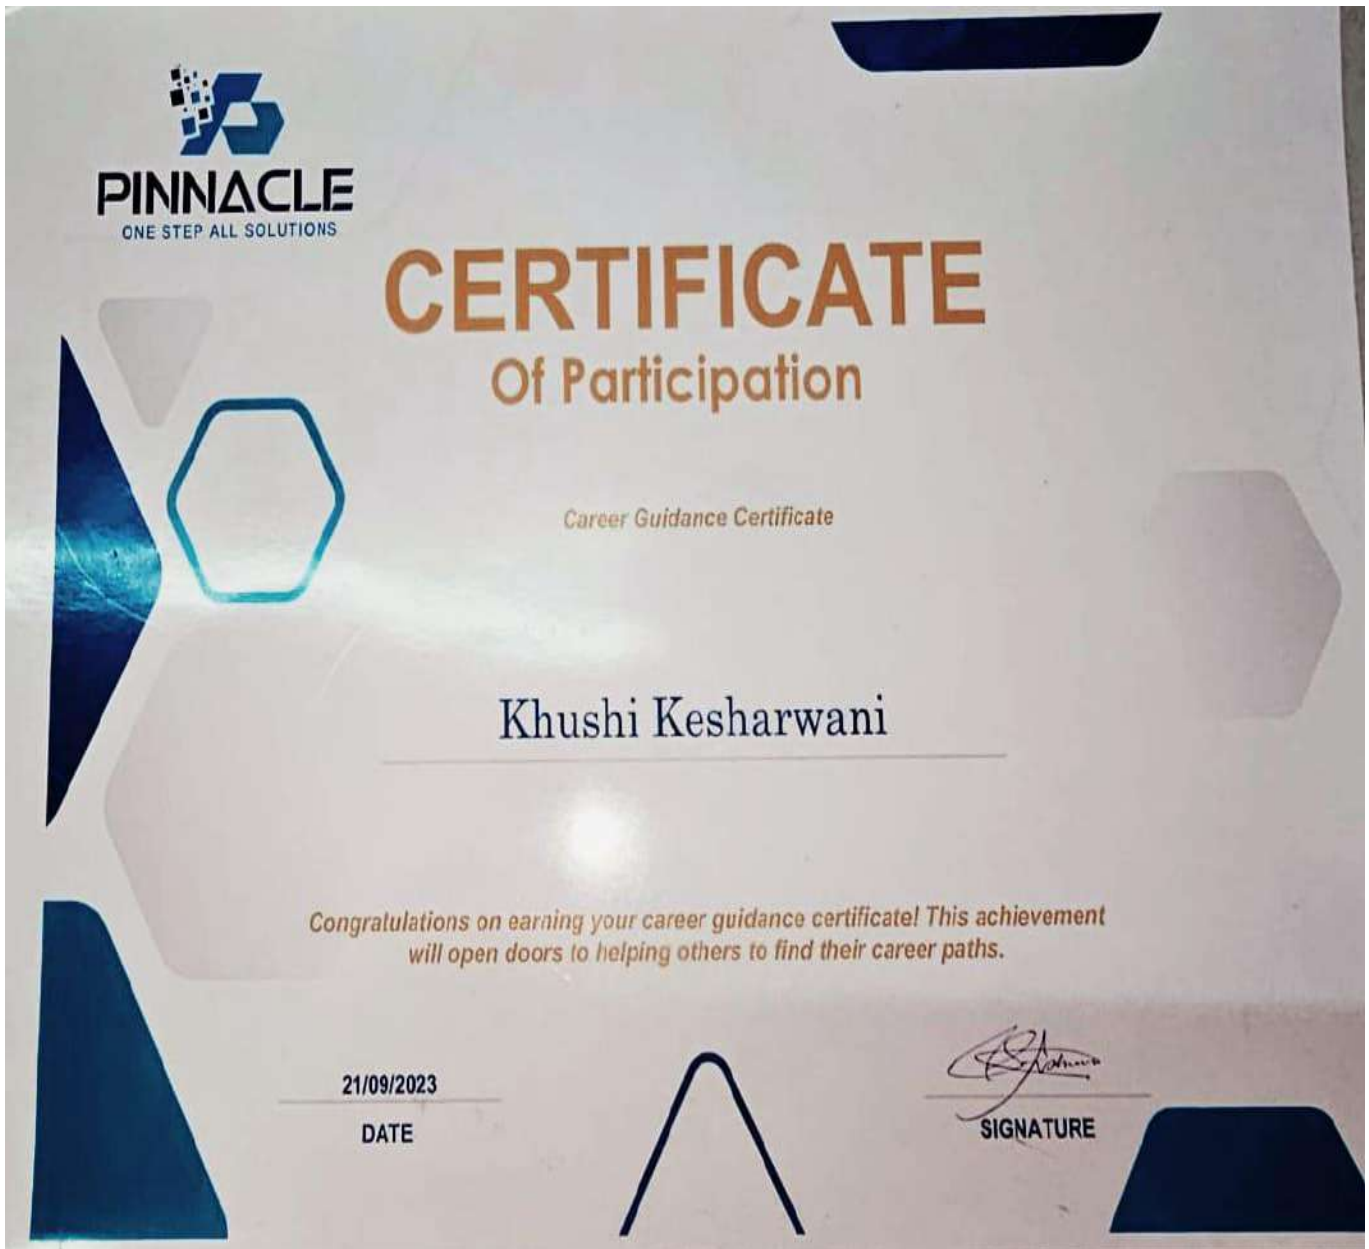 PINNACLE
ONE STEP ALL SOLUTIONS
CERTIFICATE
Of Participation
Career Guidance Certificate
Khushi Kesharwani
Congratulations on earning your career guidance certificate! This achievement
will open doors to helping others to find their career paths.
21/09/2023
DATE
SIGNATURE